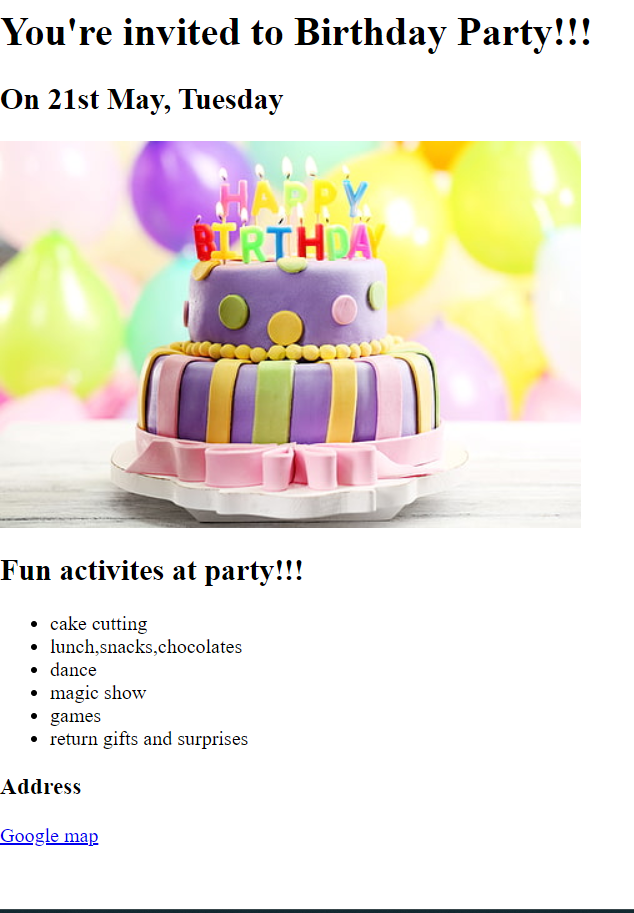 You're invited to Birthday Party!!!
On 21st May, Tuesday
HAPPY
BIRTHDAY
Fun activites at party!!!
cake cutting
lunch,snacks,chocolates
dance
magic show
games
return gifts and surprises
Address
Google map